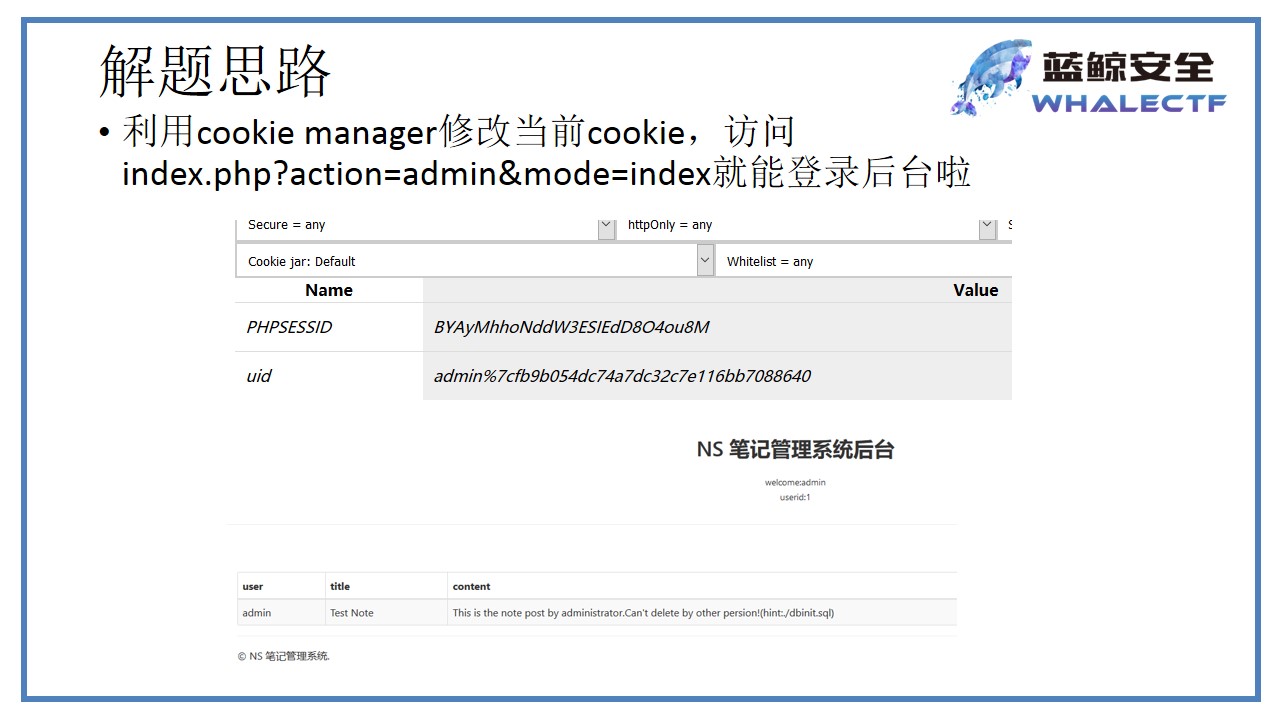 解题思路
蓝鲸安全
WHALECTF
• 利用cookie manager修改当前cookie，访问
index.php?action=admin&mode=index就能登录后台啦
Secure = any
httpOnly = any
S
Cookie jar: Default
Whitelist = any
Name
Value
PHPSESSID
BYAyMhhoNddW3ESIEdD8O4ou8M
uid
admin%7cfb9b054dc74a7dc32c7e116bb7088640
NS 笔记管理系统后台
welcome:admin
userid:1
user title content
admin Test Note This is the note post by administrator.Can't delete by other persion!(hint:./dbinit.sql)
© NS 笔记管理系统.